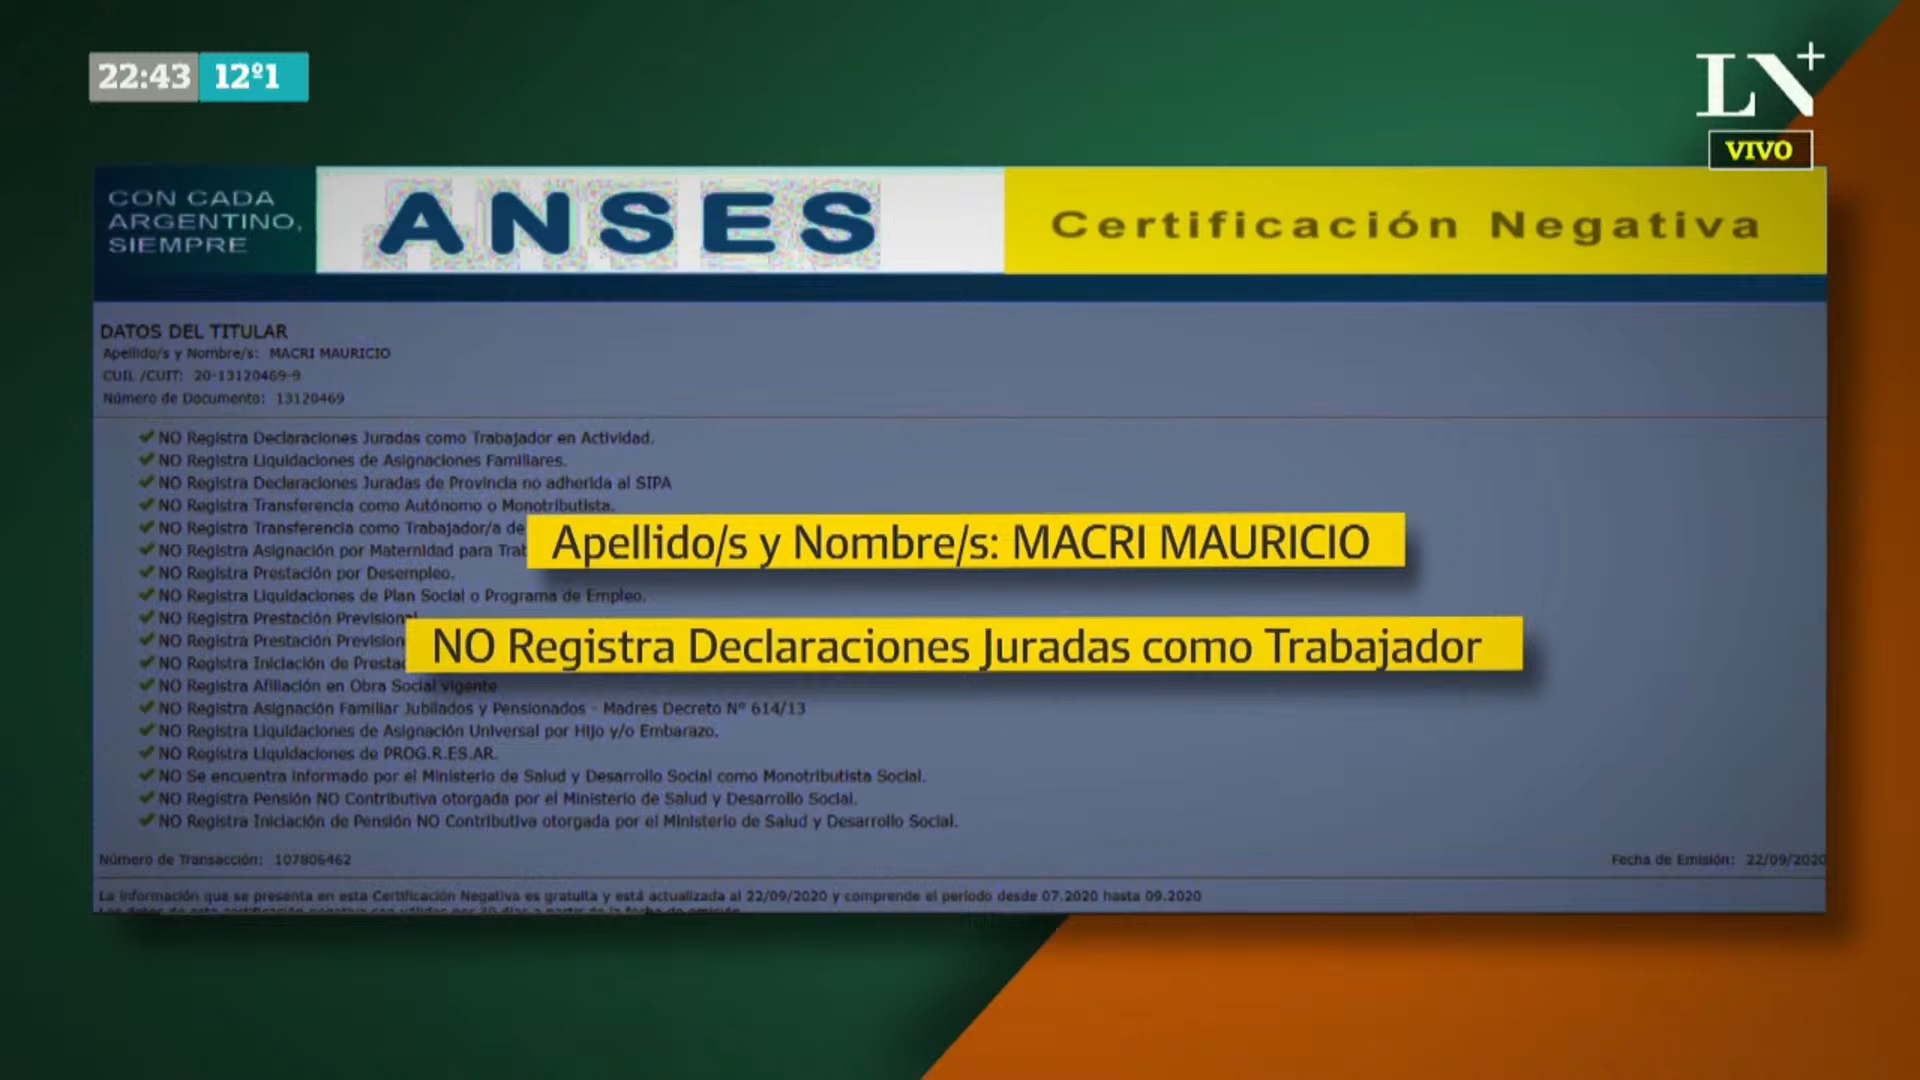 22:43 12º1
LN+
VIVO
CON CADA
ARGENTINO,
SIEMPRE
ANSES
Certificación Negativa
DATOS DEL TITULAR
Apellido/s y Nombre/s: MACRI MAURICIO
CUIL /CUIT: 20-13120469-9
Número de Documento: 13120469
NO Registra Declaraciones Juradas como Trabajador en Actividad.
NO Registra Liquidaciones de Asignaciones Familiares.
NO Registra Declaraciones Juradas de Provincia no adherida al SIPA
NO Registra Transferencia como Autónomo o Monotributista.
NO Registra Transferencia como Trabajador/a de
Apellido/s y Nombre/s: MACRI MAURICIO
NO Registra Asignación por Maternidad para
NO Registra Prestación por Desempleo.
NO Registra Liquidaciones de Plan Social o Programa de Empleo.
NO Registra Prestación Previsional
NO Registra Prestación
NO Registra Declaraciones Juradas como Trabajador
NO Registra Iniciación de
NO Registra Afiliación en Obra Social vigente
NO Registra Asignación Familiar Jubilados y Pensionados - Madres Decreto Nº 614/13
NO Registra Liquidaciones de Asignación Universal por Hijo y/o Embarazo.
NO Registra Liquidaciones de PROG.R.ES.AR.
NO Se encuentra informado por el Ministerio de Salud y Desarrollo Social como Monotributista Social.
NO Registra Pensión NO Contributiva otorgada por el Ministerio de Salud y Desarrollo Social.
NO Registra Iniciación de Pensión NO Contributiva otorgada por el Ministerio de Salud y Desarrollo Social.
Número de Transacción: 107806462
Fecha de Emisión: 22/09/2020
La información que se presenta en esta Certificación Negativa es gratuita y está actualizada al 22/09/2020 y comprende el período desde 07.2020 hasta 09.2020